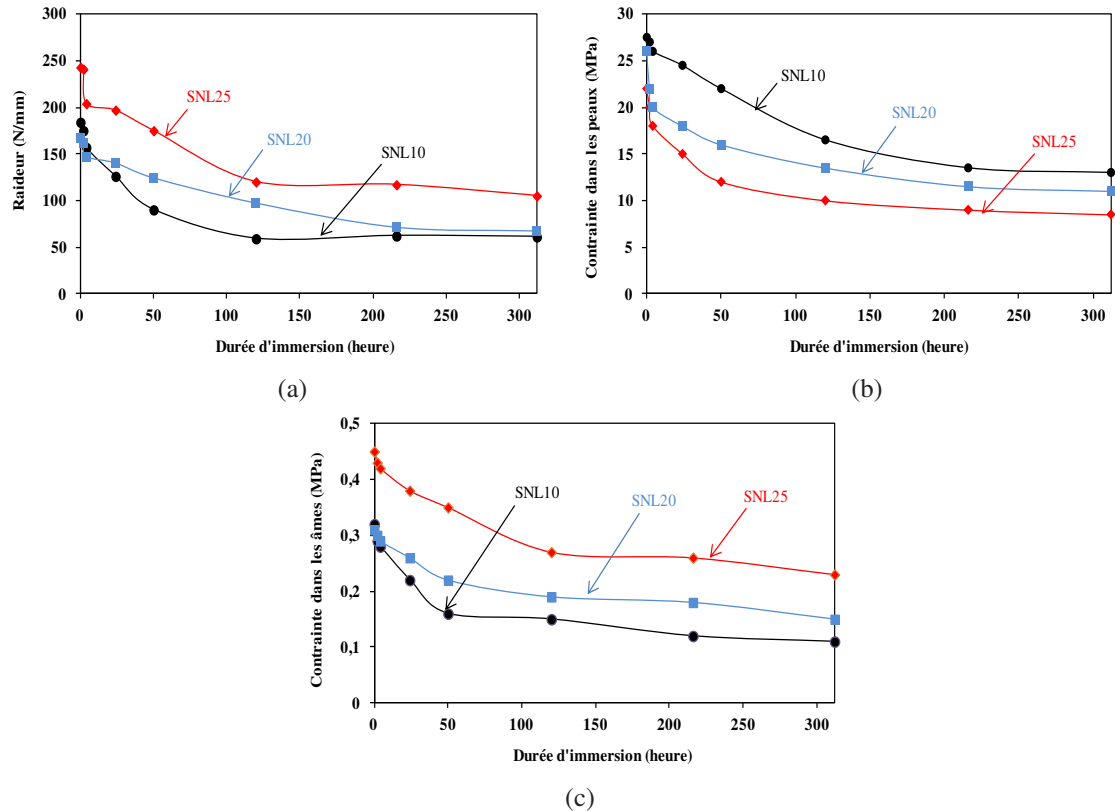 300
250
200
150
100
50
0
Raideur (N/mm)
SNL25
SNL20
SNL10
0 50 100 150 200 250 300
Durée d'immersion (heure)
(a)
30
25
20
15
10
5
0
Contrainte dans les peaux (MPa)
SNL10
SNL20
SNL25
0 50 100 150 200 250 300
Durée d'immersion (heure)
(b)
0,5
0,4
0,3
0,2
0,1
0
Contrainte dans les âmes (MPa)
SNL10
SNL20
SNL25
0 50 100 150 200 250 300
Durée d'immersion (heure)
(c)